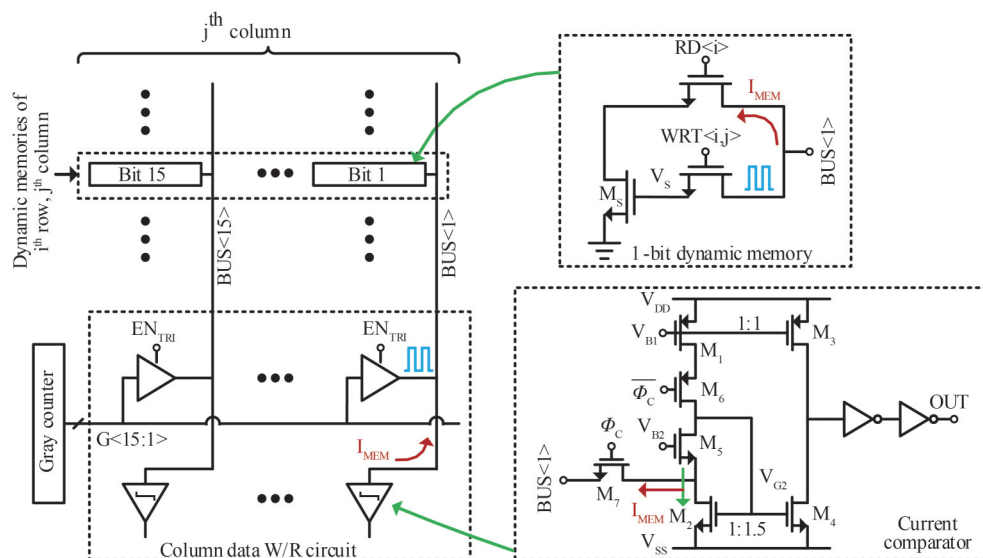 j^th column
Dynamic memories of
i^th row, j^th column
Bit 15
Bit 1
BUS<15>
BUS<1>
EN_TRI
EN_TRI
Gray counter
G<15:1>
I_MEM
Column data W/R circuit
RD<i>
I_MEM
WRT<i,j>
V_S
M_S
BUS<1>
1-bit dynamic memory
V_DD
V_B1
1:1
M_3
M_1
Φ_C
M_6
OUT
V_B2
Φ_C
M_5
BUS<1>
V_G2
M_7
I_MEM
M_2
M_4
1:1.5
V_SS
Current
comparator